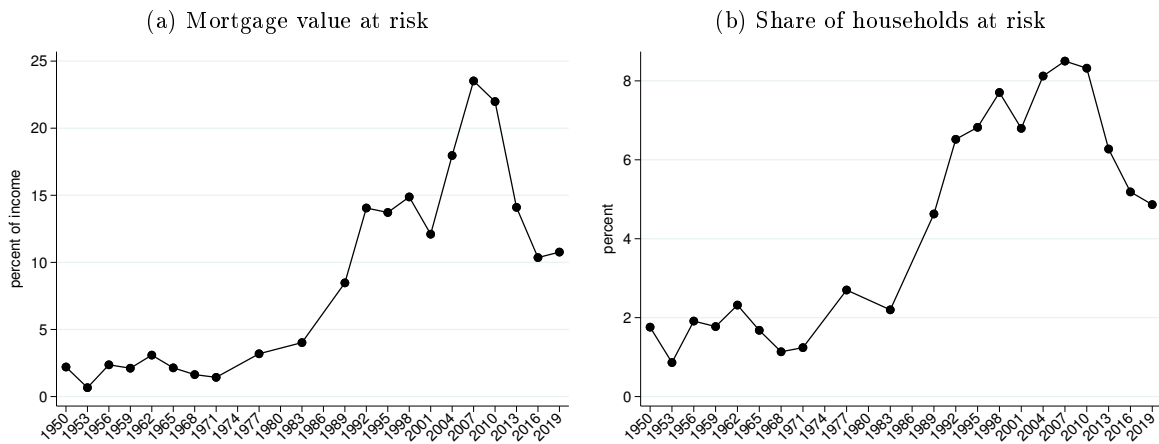 (a) Mortgage value at risk
percent of income
25
20
15
10
5
0
1950 1953 1956 1959 1962 1965 1968 1971 1974 1977 1980 1983 1986 1989 1992 1995 1998 2001 2004 2007 2010 2013 2016 2019
(b) Share of households at risk
percent
8
6
4
2
0
1950 1953 1956 1959 1962 1965 1968 1971 1974 1977 1980 1983 1986 1989 1992 1995 1998 2001 2004 2007 2010 2013 2016 2019